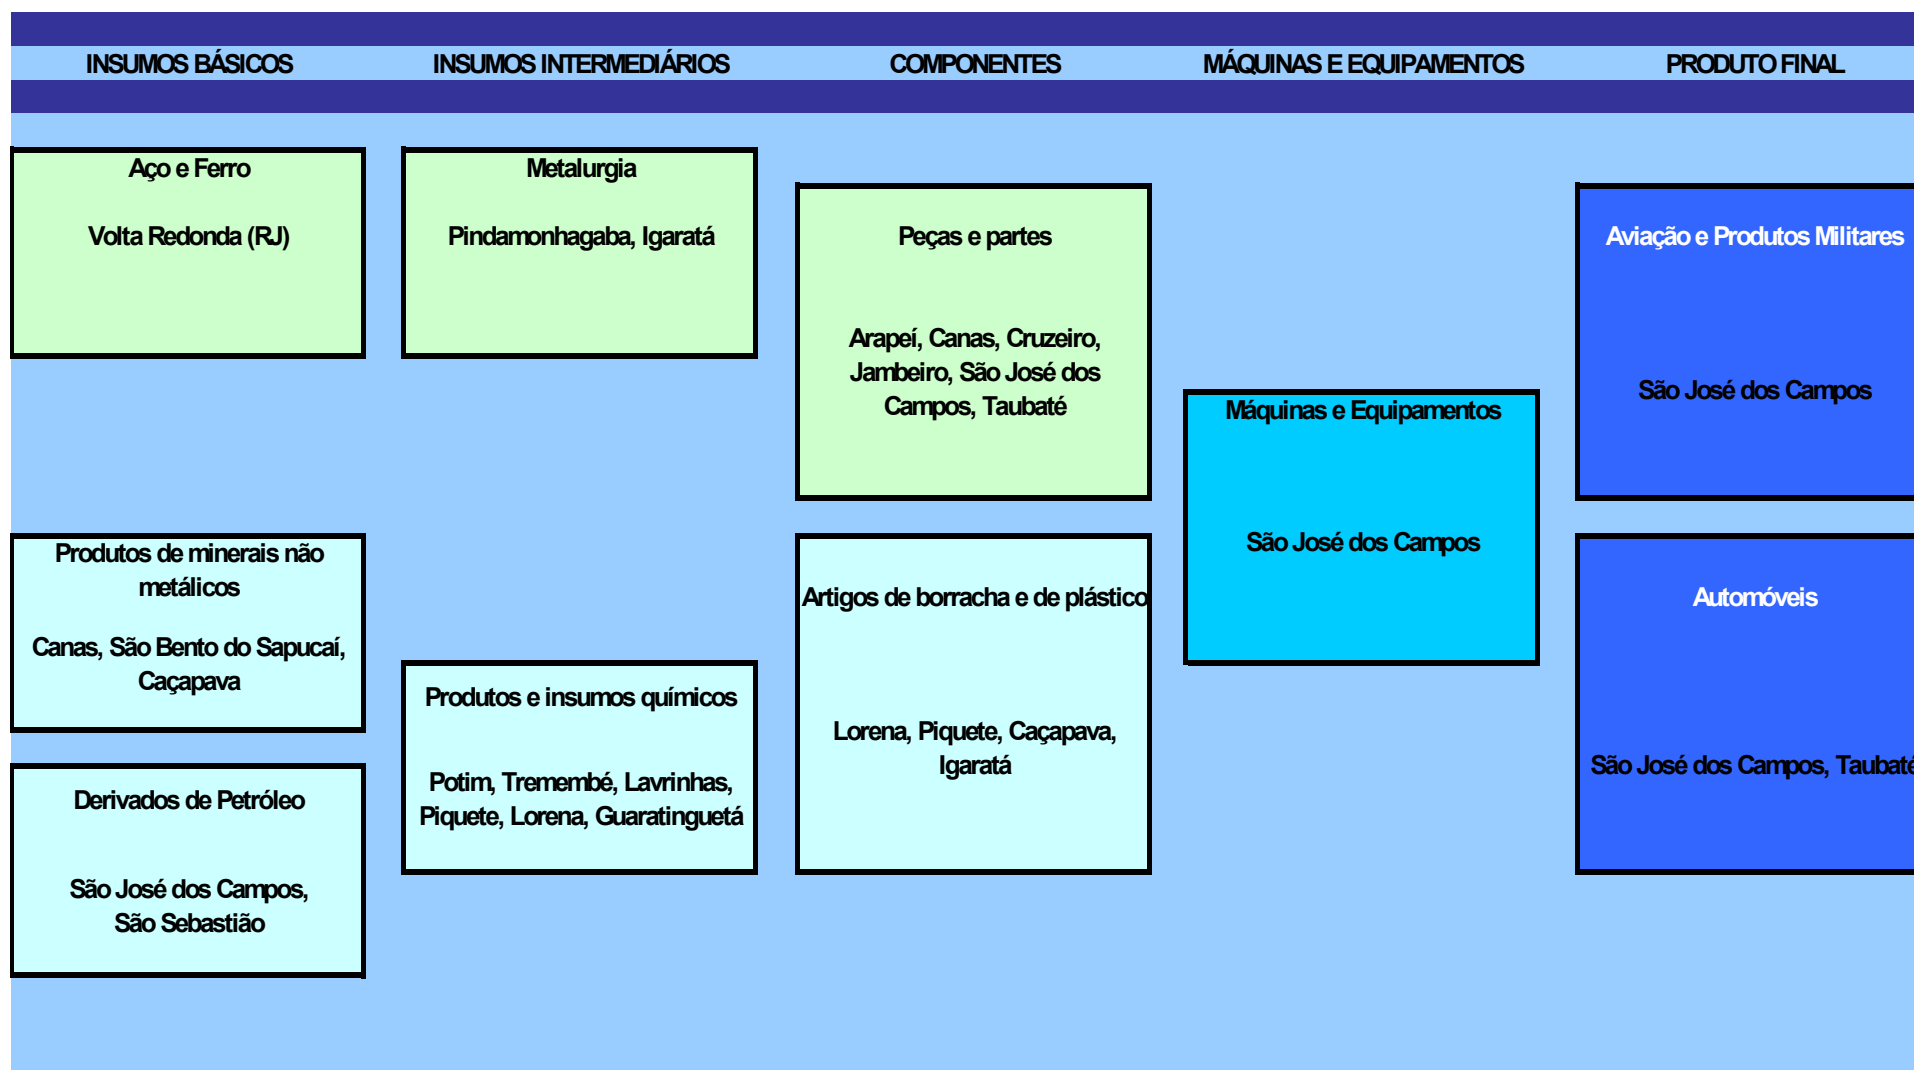 INSUMOS BÁSICOS
INSUMOS INTERMEDIÁRIOS
COMPONENTES
MÁQUINAS E EQUIPAMENTOS
PRODUTO FINAL
Aço e Ferro
Volta Redonda (RJ)
Produtos de minerais não
metálicos
Canas, São Bento do Sapucaí,
Caçapava
Derivados de Petróleo
São José dos Campos,
São Sebastião
Metalurgia
Pindamonhagaba, Igaratá
Produtos e insumos químicos
Potim, Tremembé, Lavrinhas,
Piquete, Lorena, Guaratinguetá
Peças e partes
Arapeí, Canas, Cruzeiro,
Jambeiro, São José dos
Campos, Taubaté
Artigos de borracha e de plástico
Lorena, Piquete, Caçapava,
Igaratá
Máquinas e Equipamentos
São José dos Campos
Aviação e Produtos Militares
São José dos Campos
Automóveis
São José dos Campos, Taubaté